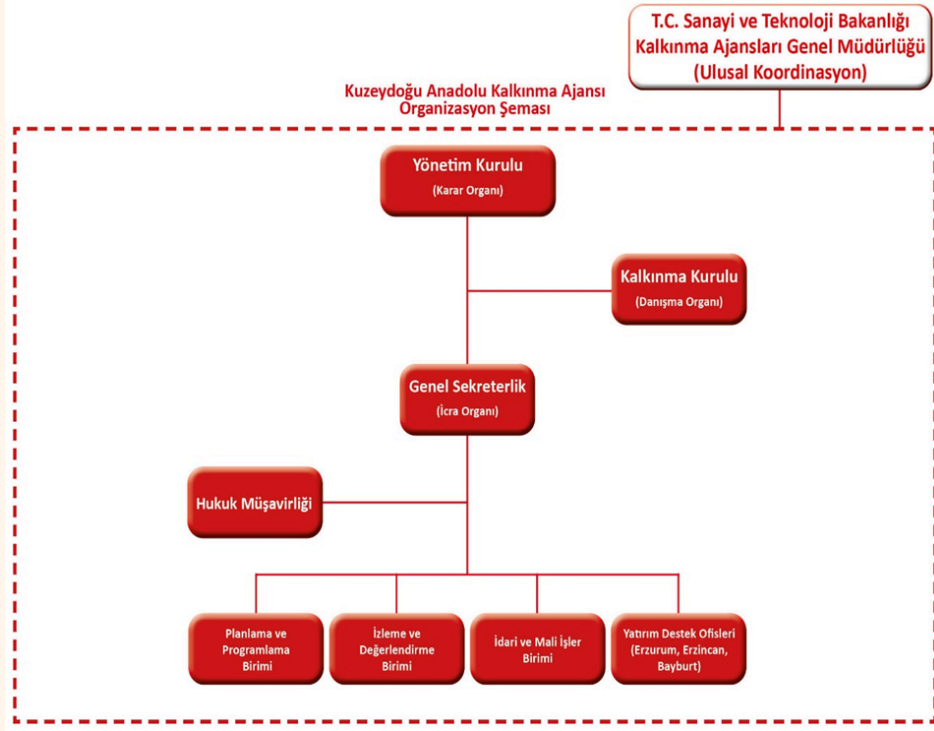 T.C. Sanayi ve Teknoloji Bakanlığı
Kalkınma Ajansları Genel Müdürlüğü
(Ulusal Koordinasyon)
Kuzeydoğu Anadolu Kalkınma Ajansı
Organizasyon Şeması
Yönetim Kurulu
(Karar Organı)
Kalkınma Kurulu
(Danışma Organı)
Genel Sekreterlik
(İcra Organı)
Hukuk Müşavirliği
Planlama ve
Programlama
Birimi
İzleme ve
Değerlendirme
Birimi
İdari ve Mali İşler
Birimi
Yatırım Destek Ofisleri
(Erzurum, Erzincan,
Bayburt)